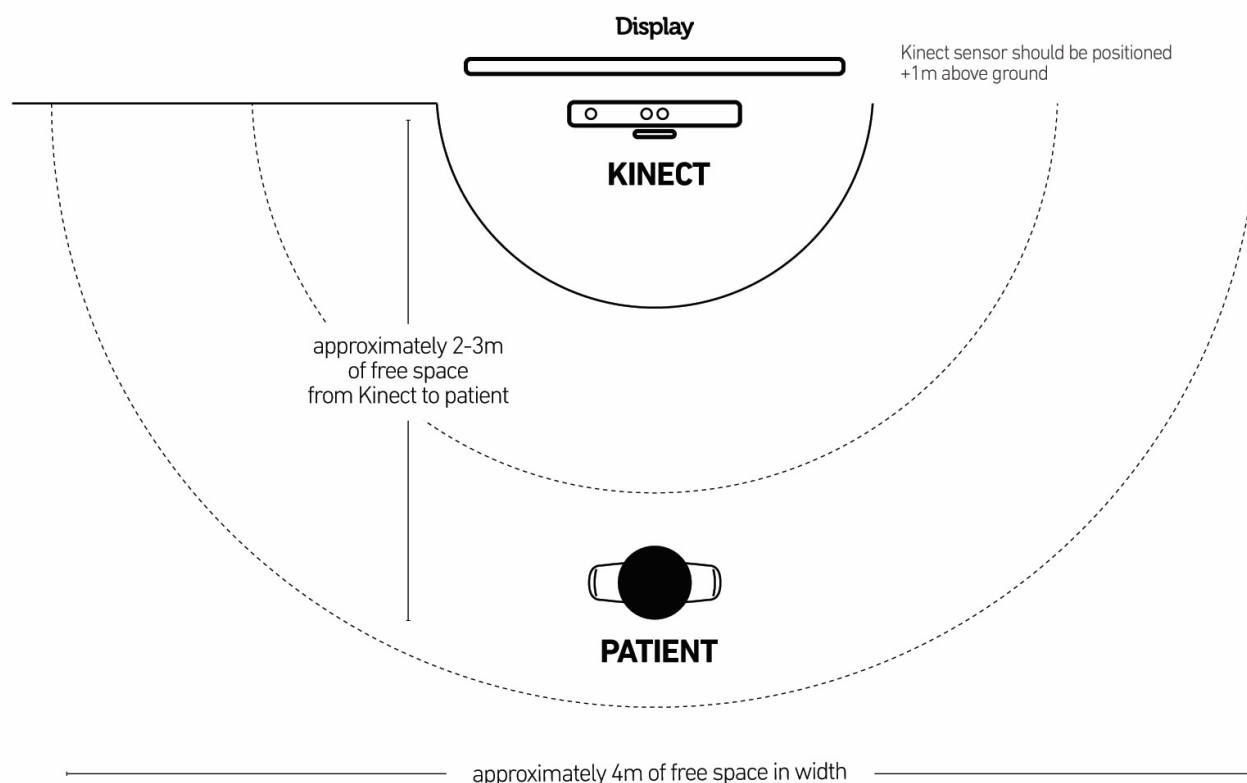 Display
Kinect sensor should be positioned
+1m above ground
KINECT
approximately 2-3m
of free space
from Kinect to patient
PATIENT
approximately 4m of free space in width